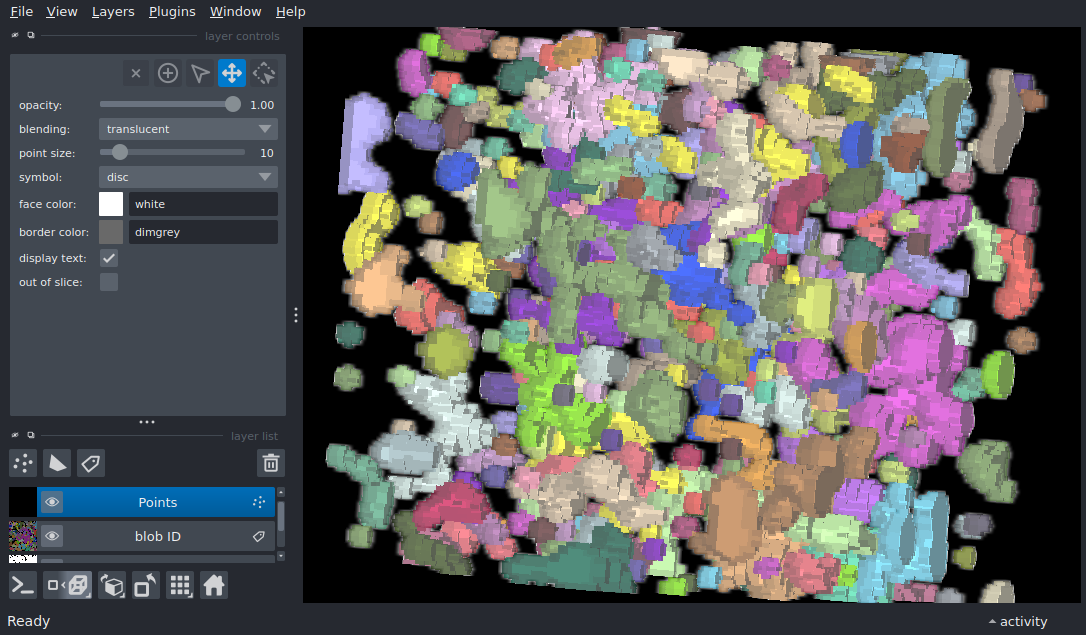 File View Layers Plugins Window Help
layer controls
opacity: 1.00
blending: translucent
point size: 10
symbol: disc
face color: white
border color: dimgrey
display text:
out of slice:
layer list
Points
blob ID
Ready
activity